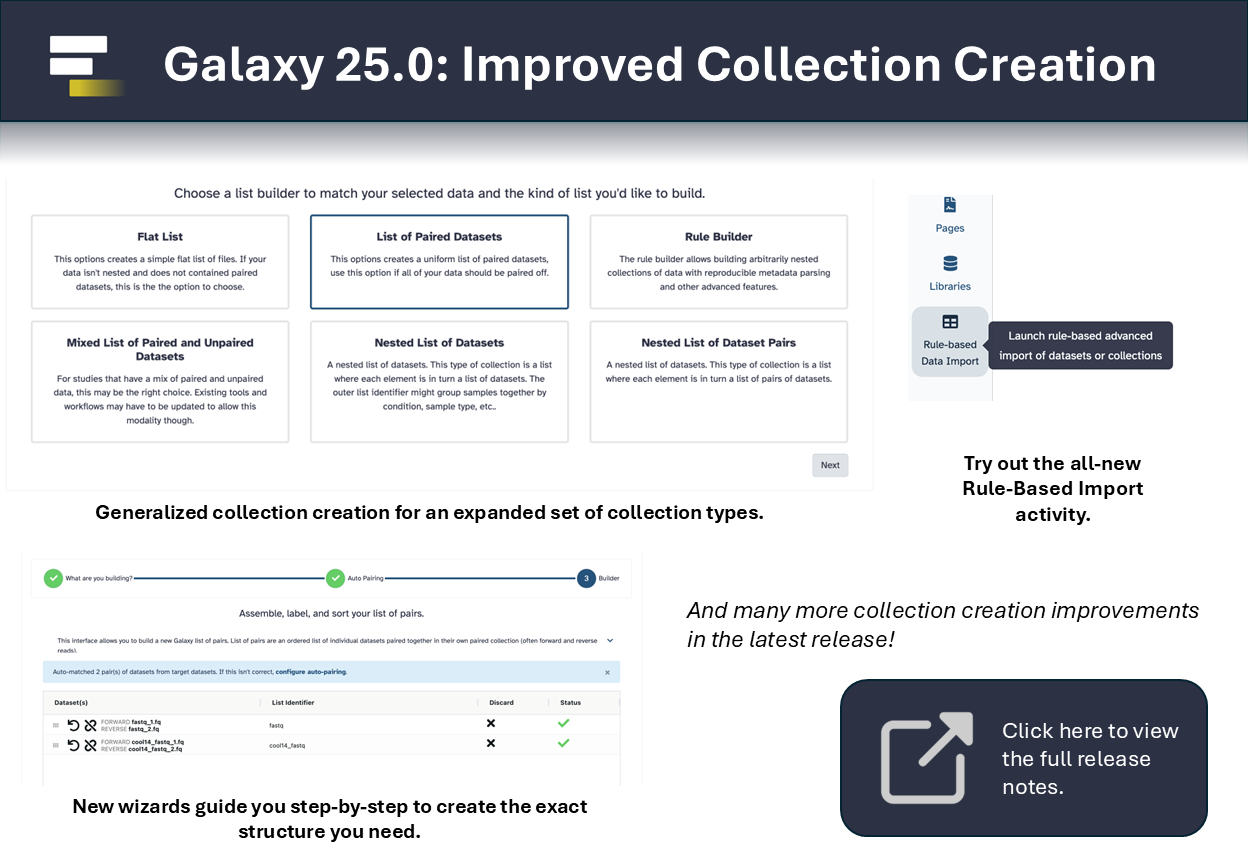 Galaxy 25.0: Improved Collection Creation
Choose a list builder to match your selected data and the kind of list you'd like to build.
Flat List
This options creates a simple flat list of files. If your
data isn't nested and does not contained paired
datasets, this is the the option to choose.
List of Paired Datasets
This options creates a uniform list of paired datasets,
use this option if all of your data should be paired off.
Rule Builder
The rule builder allows building arbitrarily nested
collections of data with reproducible metadata parsing
and other advanced features.
Mixed List of Paired and Unpaired
Datasets
For studies that have a mix of paired and unpaired
data, this may be the right choice. Existing tools and
workflows may have to be updated to allow this
modality though.
Nested List of Datasets
A nested list of datasets. This type of collection is a list
where each element is in turn a list of datasets. The
outer list identifier might group samples together by
condition, sample type, etc..
Nested List of Dataset Pairs
A nested list of datasets. This type of collection is a list
where each element is in turn a list of pairs of datasets.
Next
Generalized collection creation for an expanded set of collection types.
Pages
Libraries
Rule-based
Data Import
Launch rule-based advanced
import of datasets or collections
Try out the all-new
Rule-Based Import
activity.
What are you building?
Auto Pairing
3
Builder
Assemble, label, and sort your list of pairs.
This interface allows you to build a new Galaxy list of pairs. List of pairs are an ordered list of individual datasets paired together in their own paired collection (often forward and reverse
reads).
Auto-matched 2 pair(s) of datasets from target datasets. If this isn't correct, configure auto-pairing.
Dataset(s)
List Identifier
Discard
Status
FORWARD fastq_1.fq
REVERSE fastq_2.fq
fastq
FORWARD cool14_fastq_1.fq
REVERSE cool14_fastq_2.fq
cool14_fastq
New wizards guide you step-by-step to create the exact
structure you need.
And many more collection creation improvements
in the latest release!
Click here to view
the full release
notes.